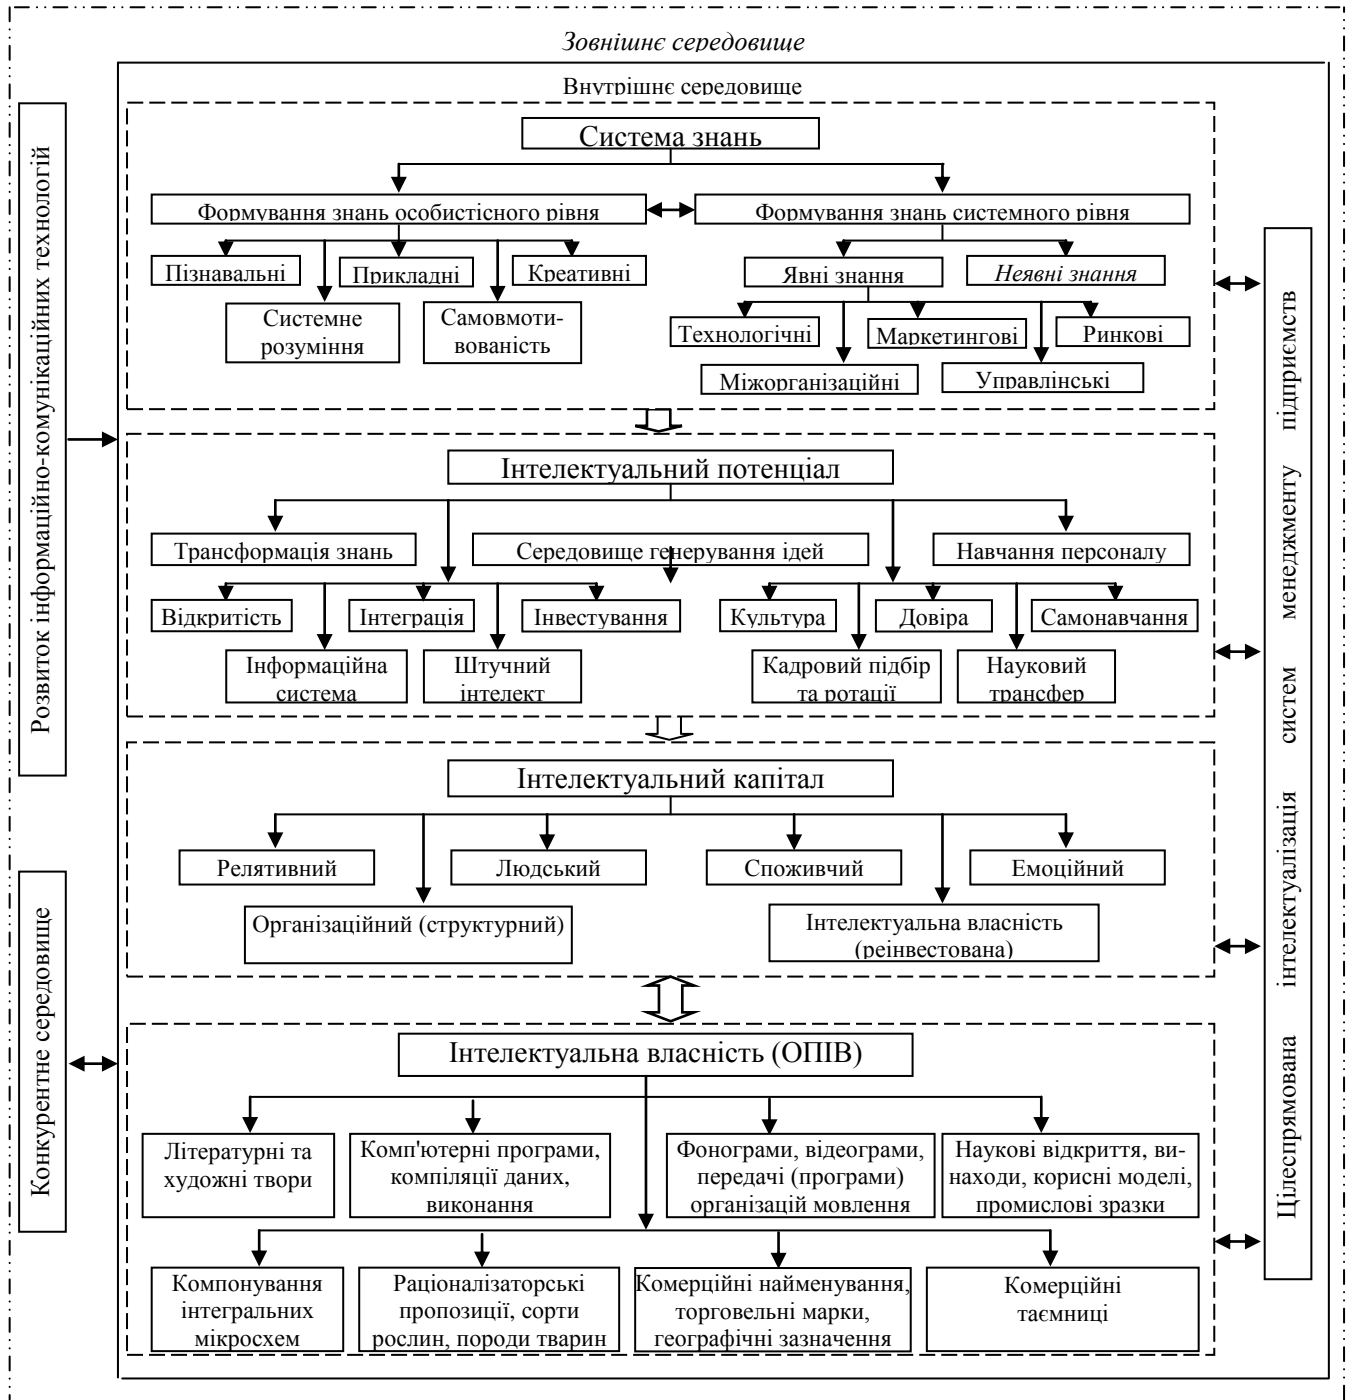 Зовнішнє середовище
Внутрішнє середовище
Розвиток інформаційно-комунікаційних технологій
Конкурентне середовище
Цілеспрямована інтелектуалізація систем менеджменту підприємств
Система знань
Формування знань особистісного рівня
Формування знань системного рівня
Пізнавальні
Прикладні
Креативні
Явні знання
Неявні знання
Системне
розуміння
Самовмоти-
вованість
Технологічні
Маркетингові
Ринкові
Міжорганізаційні
Управлінські
Інтелектуальний потенціал
Трансформація знань
Середовище генерування ідей
Навчання персоналу
Відкритість
Інтеграція
Інвестування
Культура
Довіра
Самонавчання
Інформаційна
система
Штучний
інтелект
Кадровий підбір
та ротації
Науковий
трансфер
Інтелектуальний капітал
Релятивний
Людський
Споживчий
Емоційний
Організаційний (структурний)
Інтелектуальна власність
(реінвестована)
Інтелектуальна власність (ОПІВ)
Літературні та
художні твори
Комп'ютерні програми,
компіляції даних,
виконання
Фонограми, відеограми,
передачі (програми)
організацій мовлення
Наукові відкриття, ви-
находи, корисні моделі,
промислові зразки
Компонування
інтегральних
мікросхем
Раціоналізаторські
пропозиції, сорти
рослин, породи тварин
Комерційні найменування,
торговельні марки,
географічні зазначення
Комерційні
таємниці